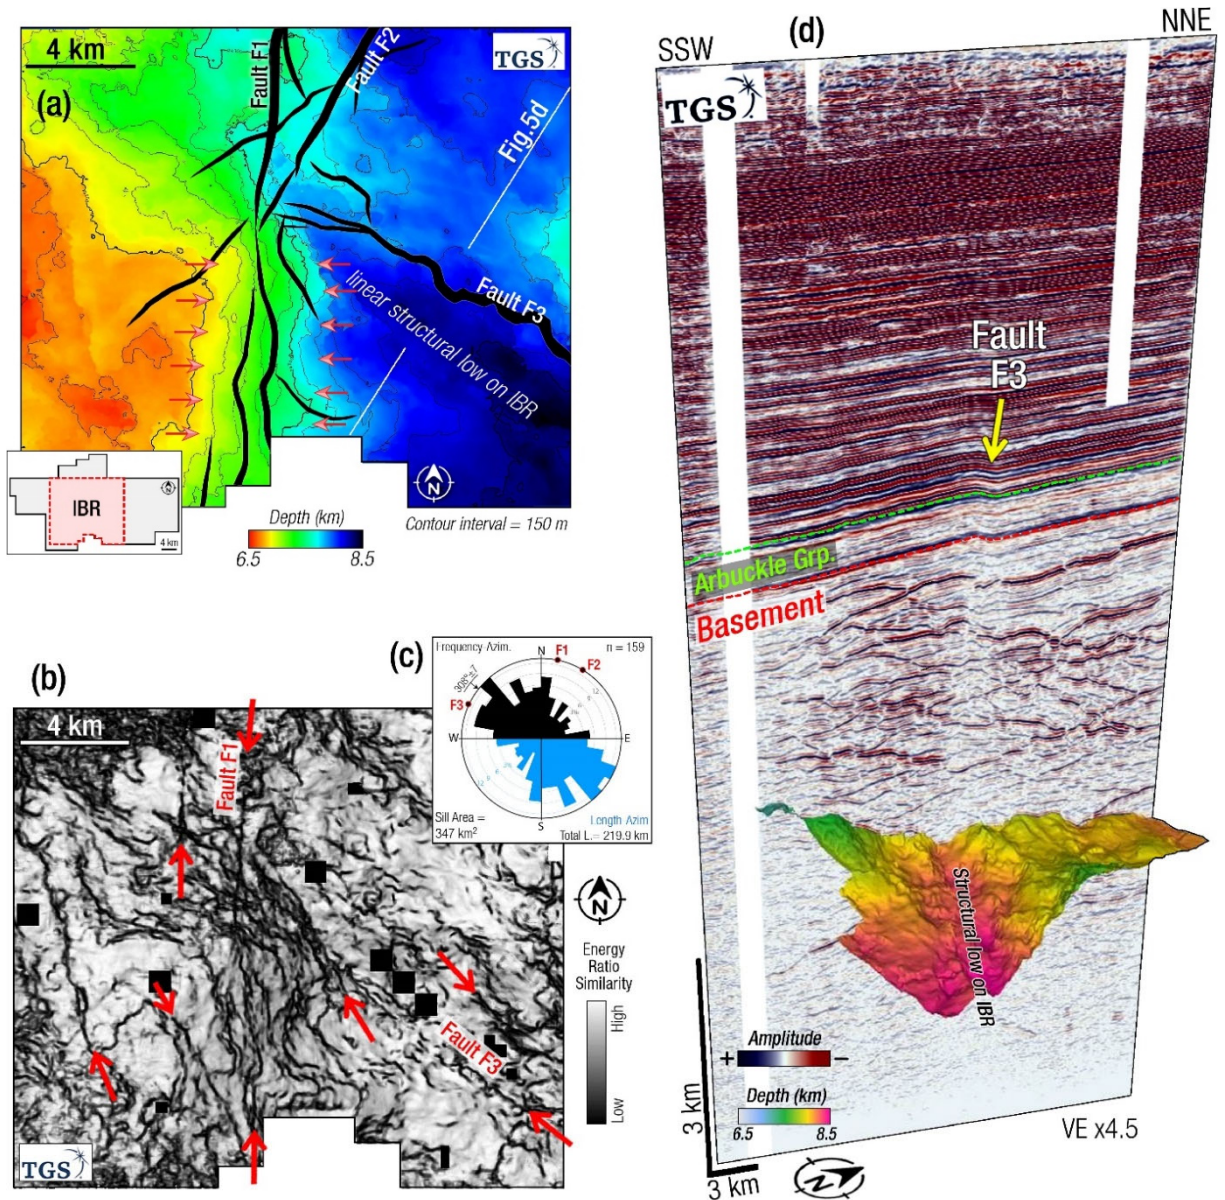 4 km
(a)
Fault F1
Fault F2
TGS
Fig.5d
Fault F3
linear structural low on IBR
IBR
N
4 km
Depth (km)
6.5
8.5
N
Contour interval = 150 m
(b)
4 km
Fault F1
Fault F3
TGS
N
Energy
Ratio
Similarity
High
Low
(c)
Frequency Azim.
N
F1
F2
n = 159
308°±7
F3
W
E
S
Sill Area =
347 km²
Length Azim
Total L.= 219.9 km
(d)
SSW
NNE
TGS
Fault
F3
Arbuckle Grp.
Basement
Structural low on IBR
+ Amplitude −
Depth (km)
6.5
8.5
3 km
3 km
N
VE x4.5